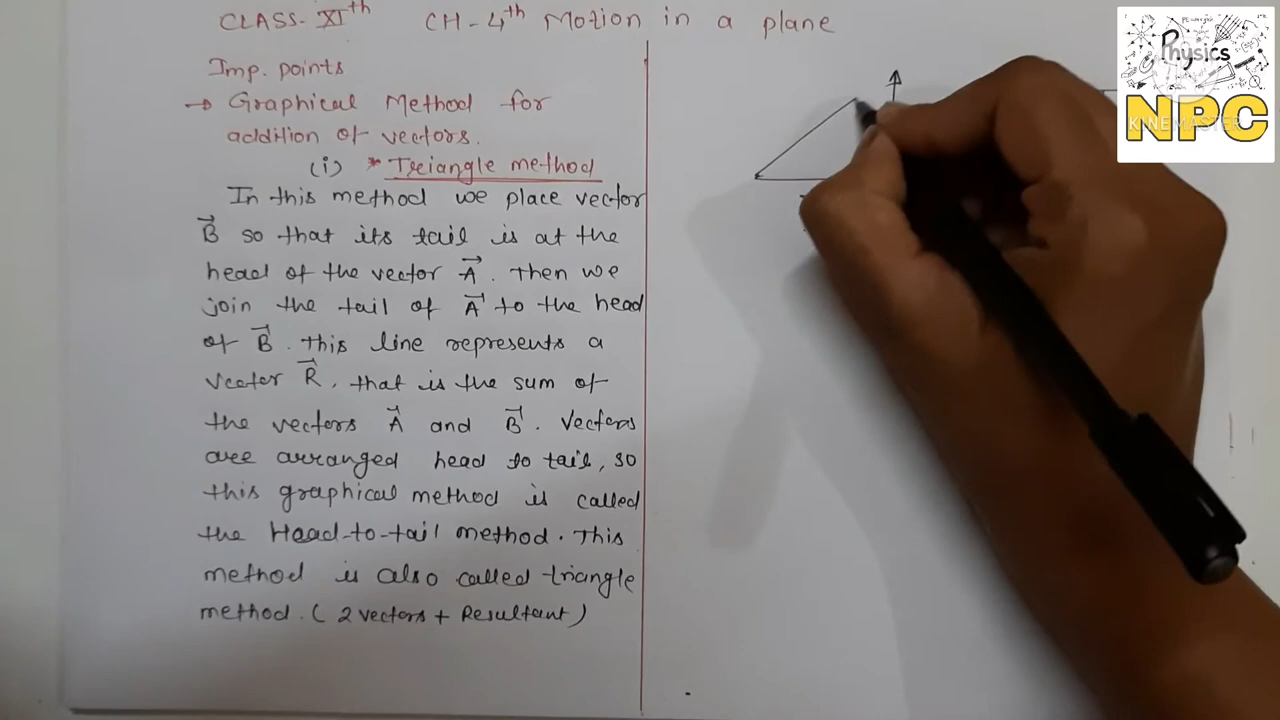 CLASS-XIth CH-4th Motion in a plane
Imp. points
→ Graphical Method for
addition of vectors.
(i) * Triangle method
In this method we place vector
B⃗ so that its tail is at the
head of the vector A⃗. Then we
join the tail of A⃗ to the head
of B⃗. This line represents a
vector R⃗, that is the sum of
the vectors A⃗ and B⃗. Vectors
are arranged head to tail, so
this graphical method is called
the Head-to-tail method. This
method is also called triangle
method. (2 vectors + Resultant)
Physics
NPC
KINEMASTER